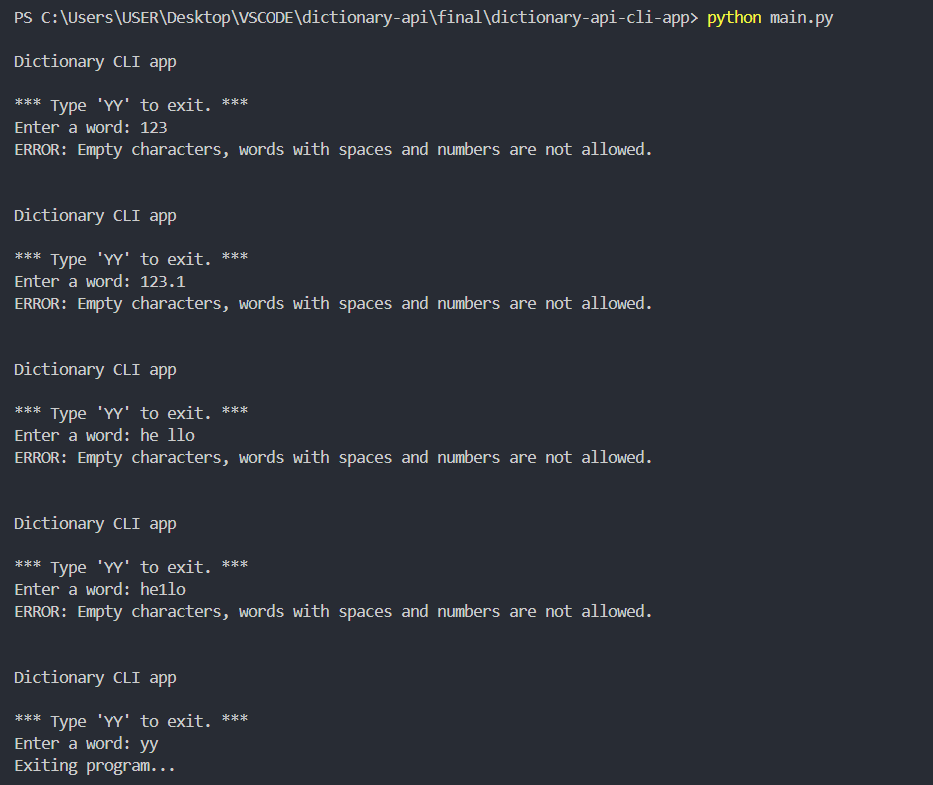 PS C:\Users\USER\Desktop\VSCODE\dictionary-api\final\dictionary-api-cli-app> python main.py
Dictionary CLI app
*** Type 'YY' to exit. ***
Enter a word: 123
ERROR: Empty characters, words with spaces and numbers are not allowed.
Dictionary CLI app
*** Type 'YY' to exit. ***
Enter a word: 123.1
ERROR: Empty characters, words with spaces and numbers are not allowed.
Dictionary CLI app
*** Type 'YY' to exit. ***
Enter a word: he llo
ERROR: Empty characters, words with spaces and numbers are not allowed.
Dictionary CLI app
*** Type 'YY' to exit. ***
Enter a word: he1lo
ERROR: Empty characters, words with spaces and numbers are not allowed.
Dictionary CLI app
*** Type 'YY' to exit. ***
Enter a word: yy
Exiting program...